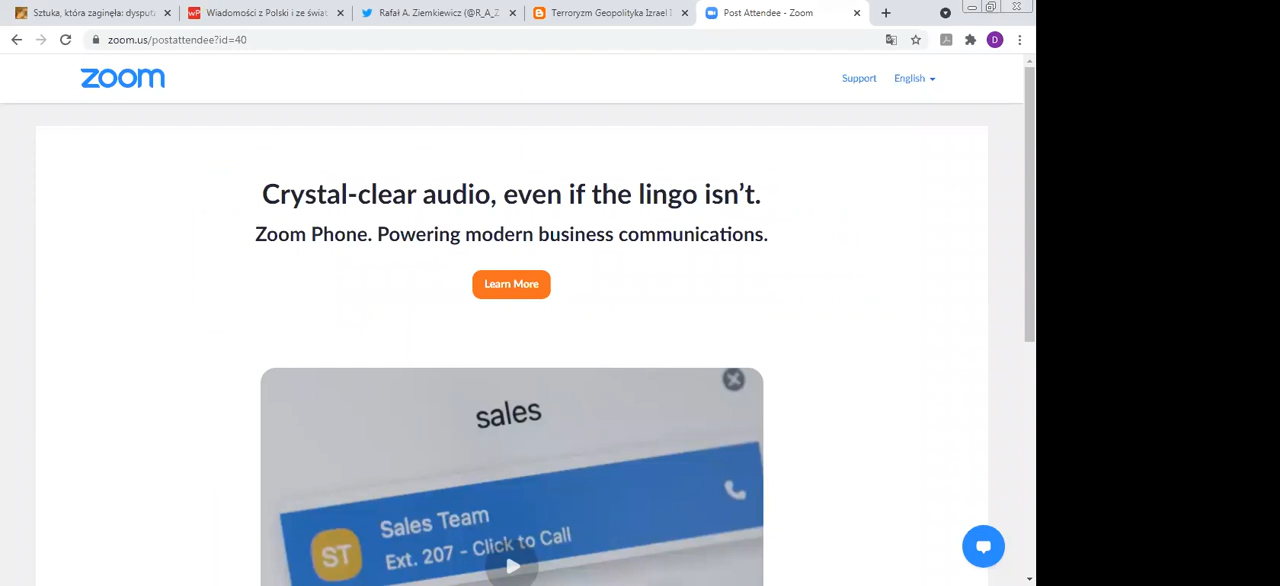 Sztuka, która zaginęła: dysputa
Wiadomości z Polski i ze świat
Rafał A. Ziemkiewicz (@R_A_Z
Terroryzm Geopolityka Izrael I
Post Attendee - Zoom
zoom.us/postattendee?id=40
D
zoom
Support
English
Crystal-clear audio, even if the lingo isn't.
Zoom Phone. Powering modern business communications.
Learn More
sales
ST
Sales Team
Ext. 207 - Click to Call